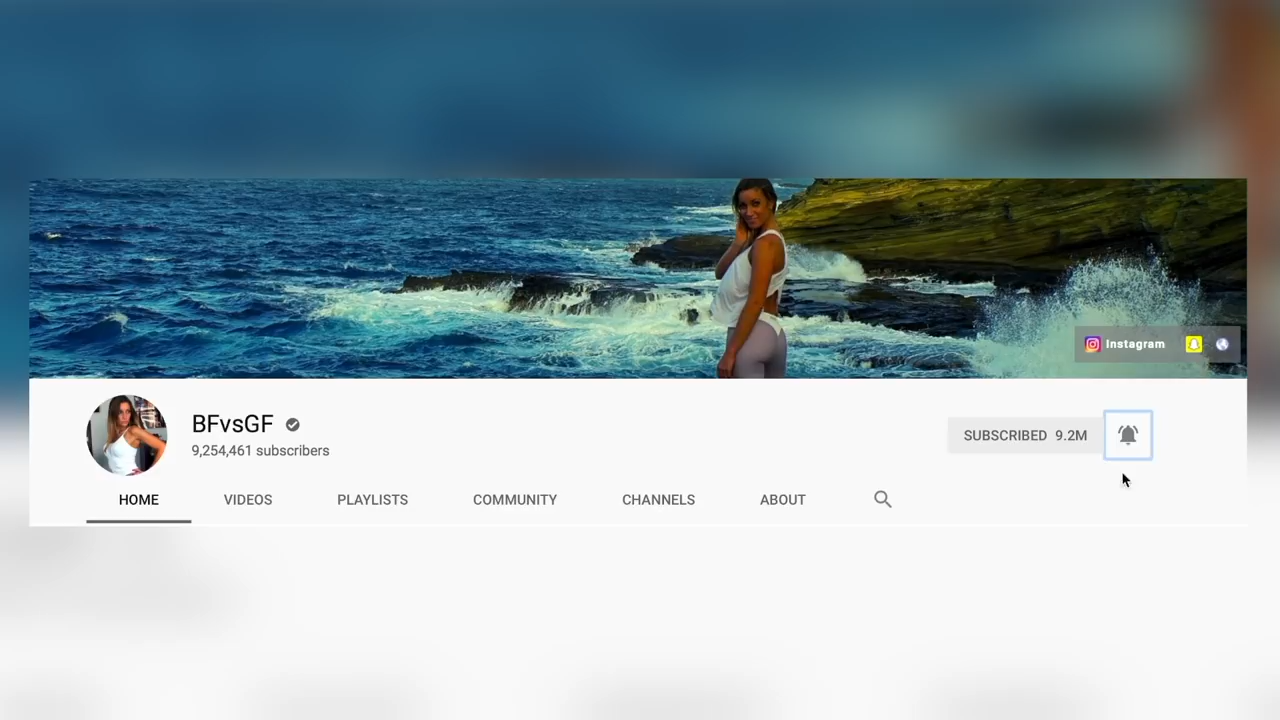 Instagram
BFvsGF
9,254,461 subscribers
SUBSCRIBED 9.2M
HOME VIDEOS PLAYLISTS COMMUNITY CHANNELS ABOUT